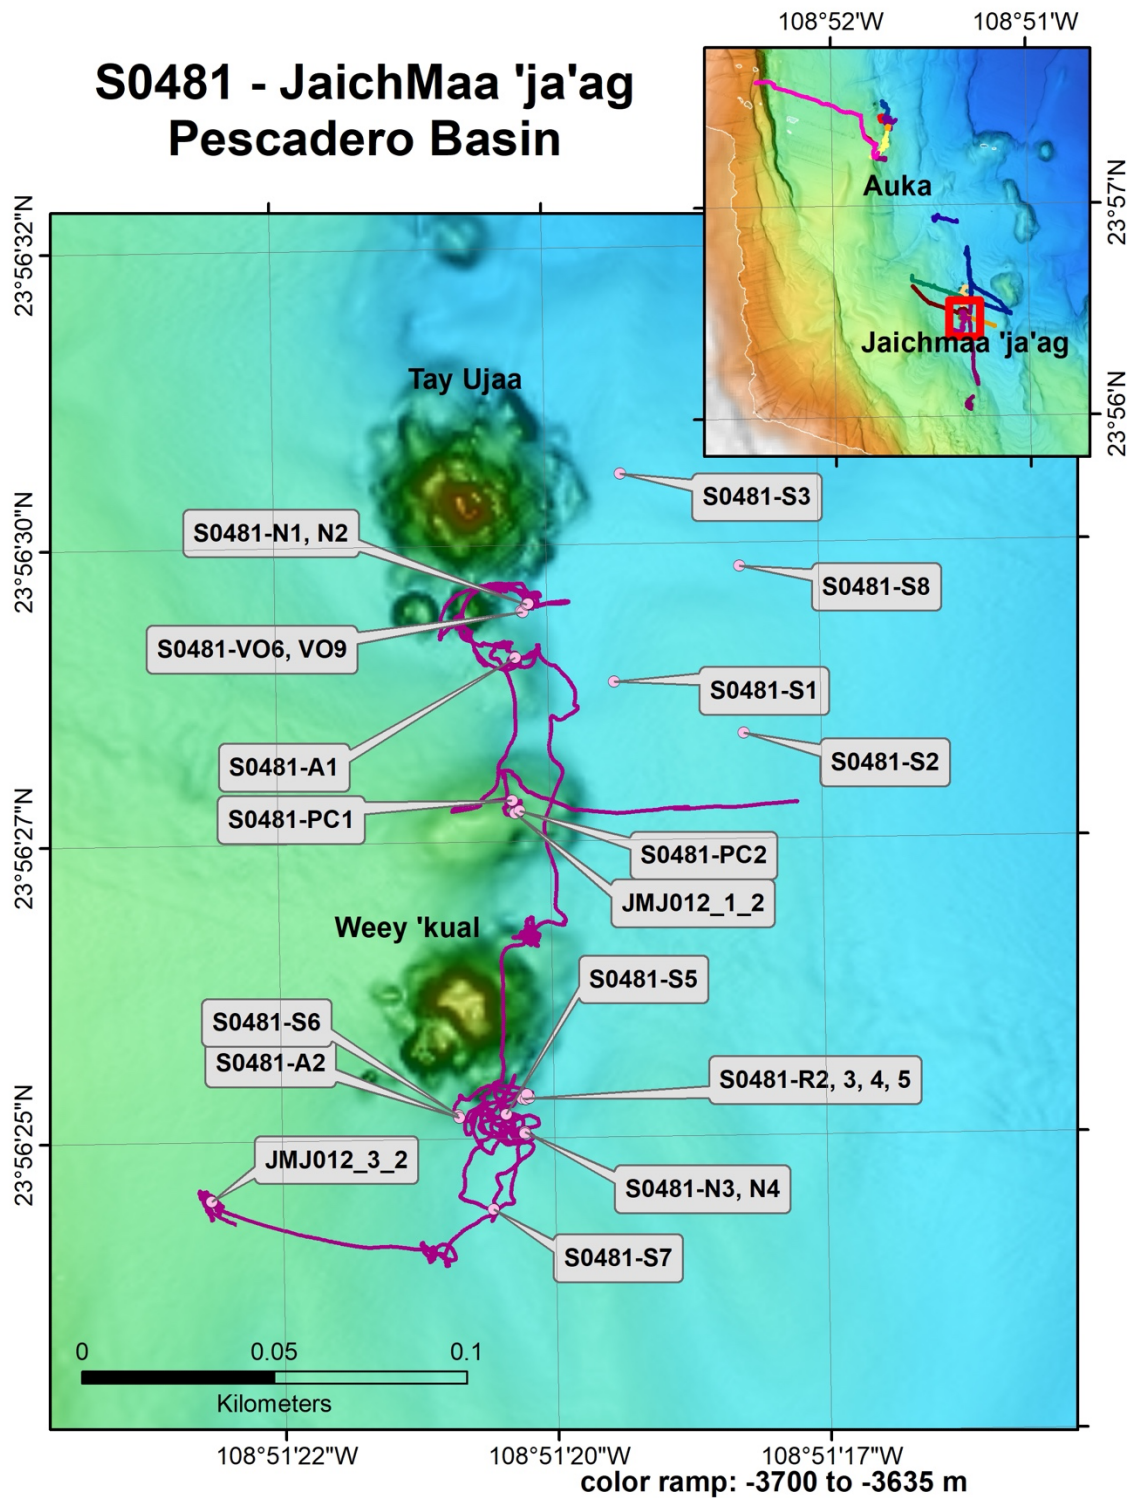 S0481 - JaichMaa 'ja'ag
Pescadero Basin
108°52'W
108°51'W
Auka
Jaichmaa 'ja'ag
23°57'N
23°56'N
23°56'32"N
Tay Ujaa
S0481-S3
S0481-N1, N2
23°56'30"N
S0481-S8
S0481-VO6, VO9
S0481-S1
S0481-A1
S0481-S2
S0481-PC1
23°56'27"N
S0481-PC2
JMJ012_1_2
Weey 'kual
S0481-S5
S0481-S6
S0481-A2
S0481-R2, 3, 4, 5
23°56'25"N
JMJ012_3_2
S0481-N3, N4
S0481-S7
0 0.05 0.1
Kilometers
108°51'22"W
108°51'20"W
108°51'17"W
color ramp: -3700 to -3635 m